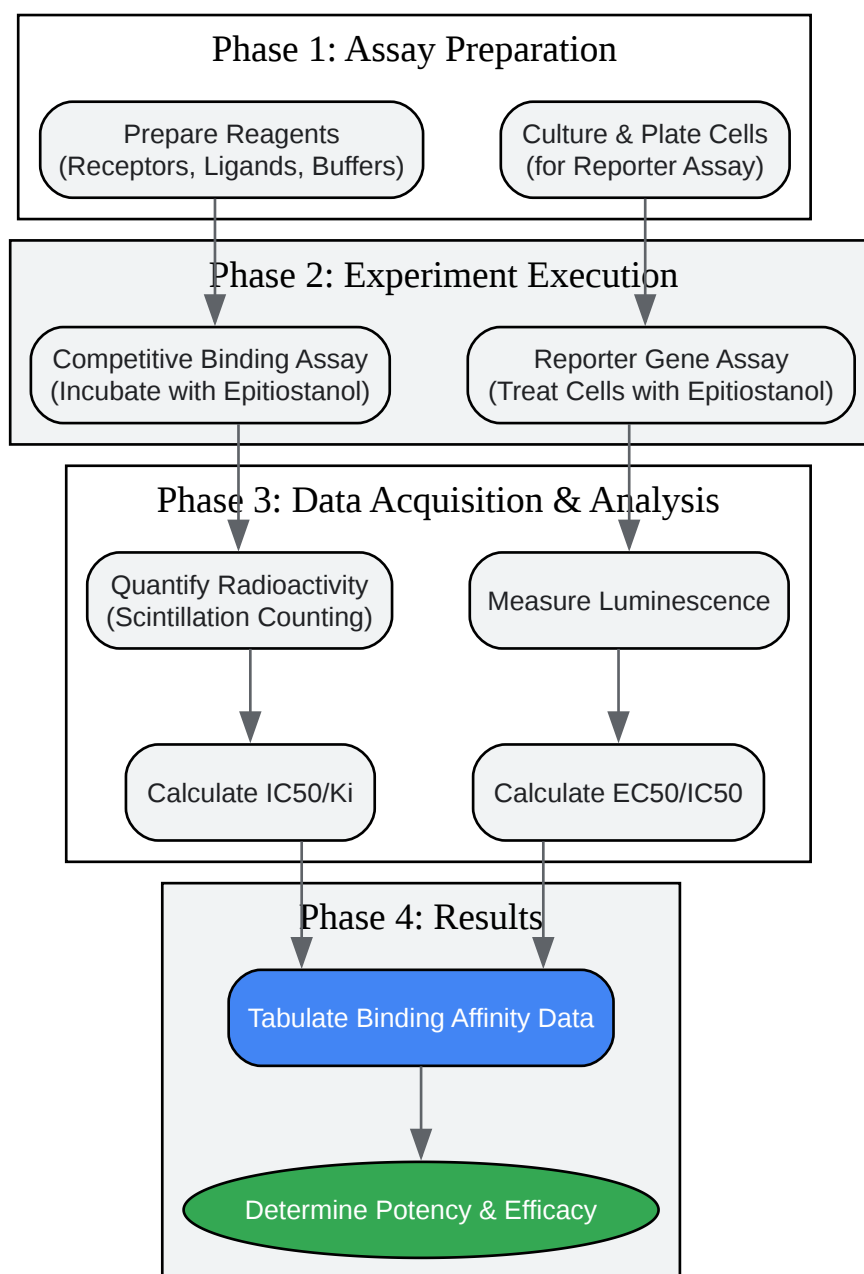 Phase 1: Assay Preparation
Prepare Reagents
(Receptors, Ligands, Buffers)
Culture & Plate Cells
(for Reporter Assay)
Phase 2: Experiment Execution
Competitive Binding Assay
(Incubate with Epitiostanol)
Reporter Gene Assay
(Treat Cells with Epitiostanol)
Phase 3: Data Acquisition & Analysis
Quantify Radioactivity
(Scintillation Counting)
Measure Luminescence
Calculate IC50/Ki
Calculate EC50/IC50
Phase 4: Results
Tabulate Binding Affinity Data
Determine Potency & Efficacy